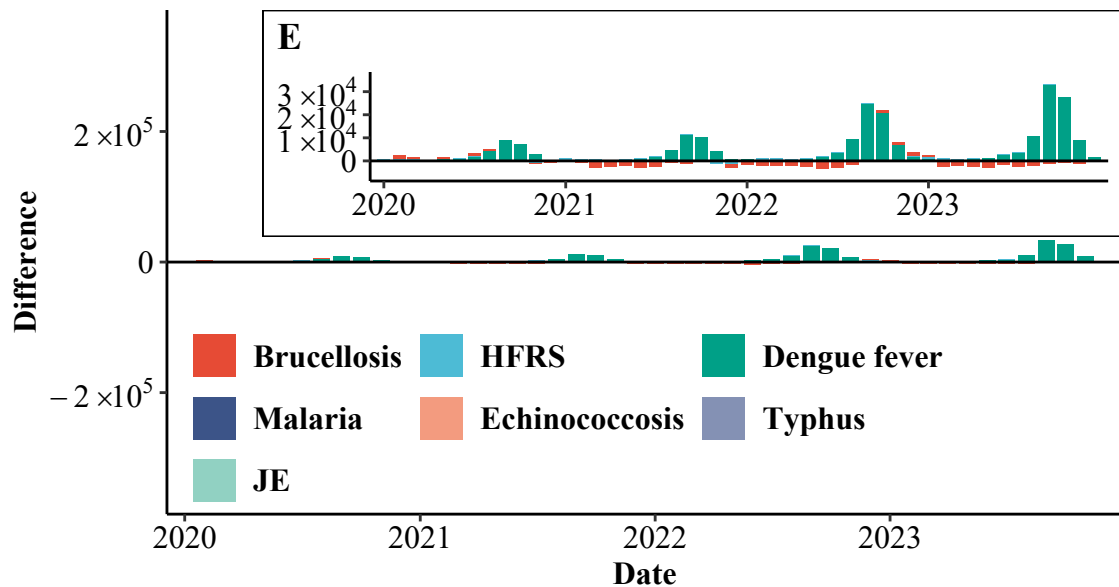 E
3 ×10⁴
2 ×10⁴
1 ×10⁴
0
2020 2021 2022 2023
Difference
2 ×10⁵
0
− 2 ×10⁵
Brucellosis HFRS Dengue fever
Malaria Echinococcosis Typhus
JE
2020 2021 2022 2023
Date